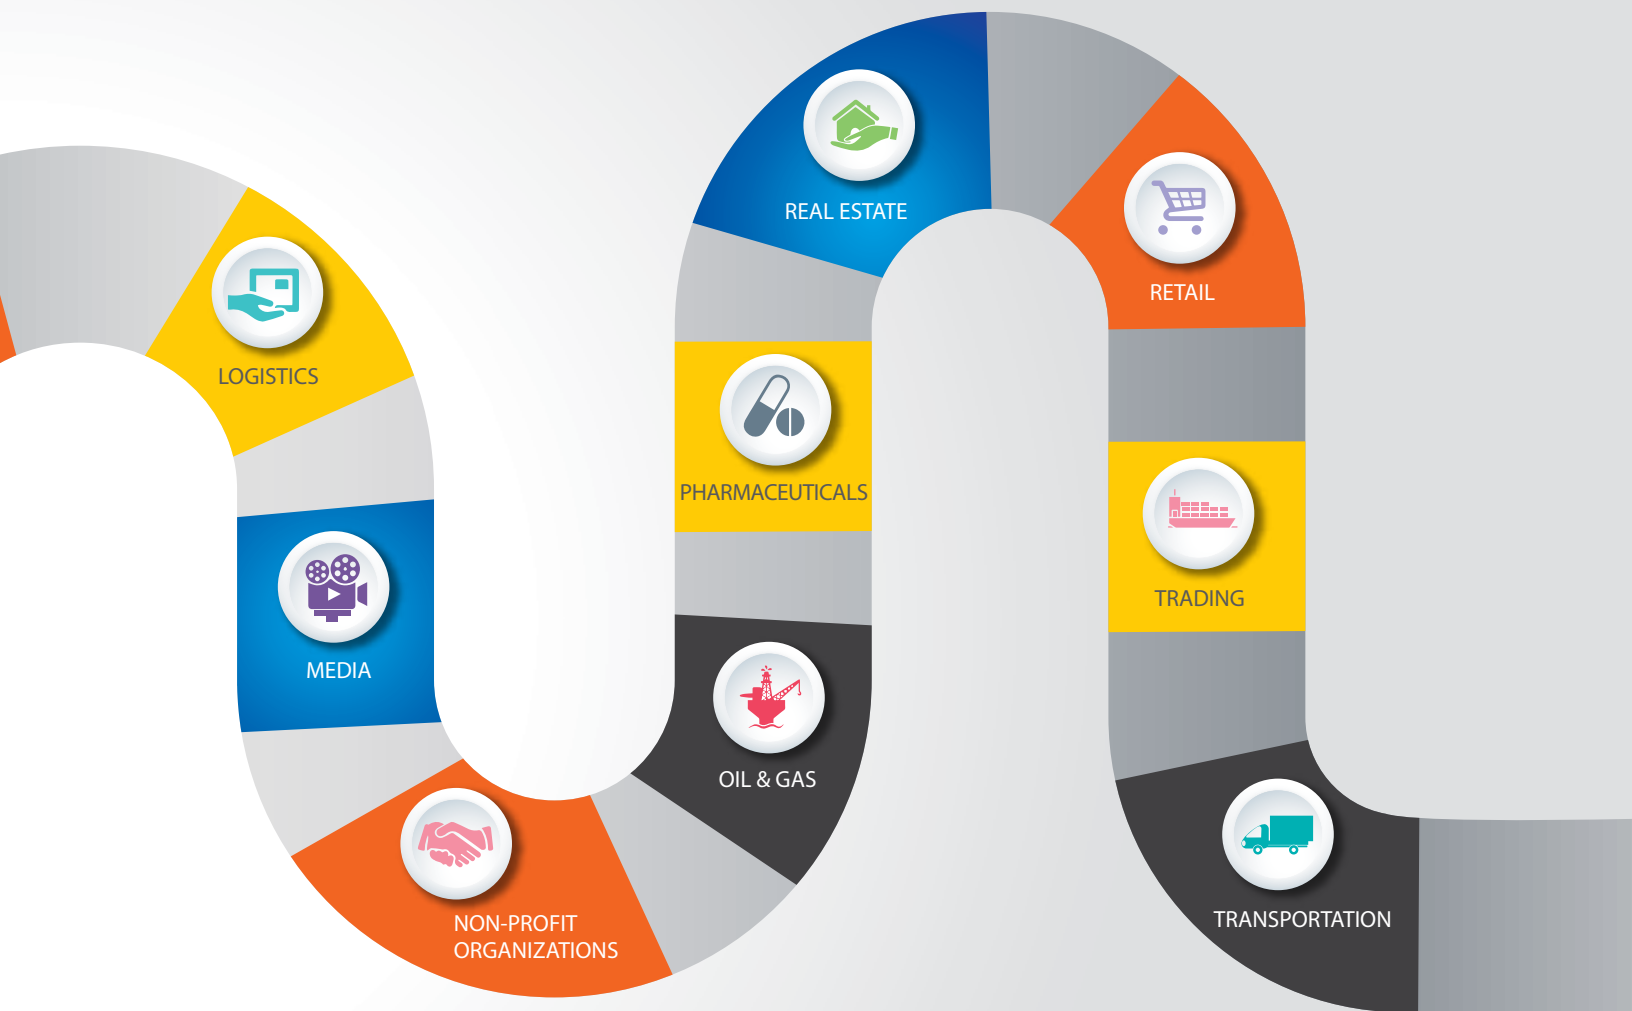 LOGISTICS
MEDIA
NON-PROFIT
ORGANIZATIONS
OIL & GAS
PHARMACEUTICALS
REAL ESTATE
RETAIL
TRADING
TRANSPORTATION